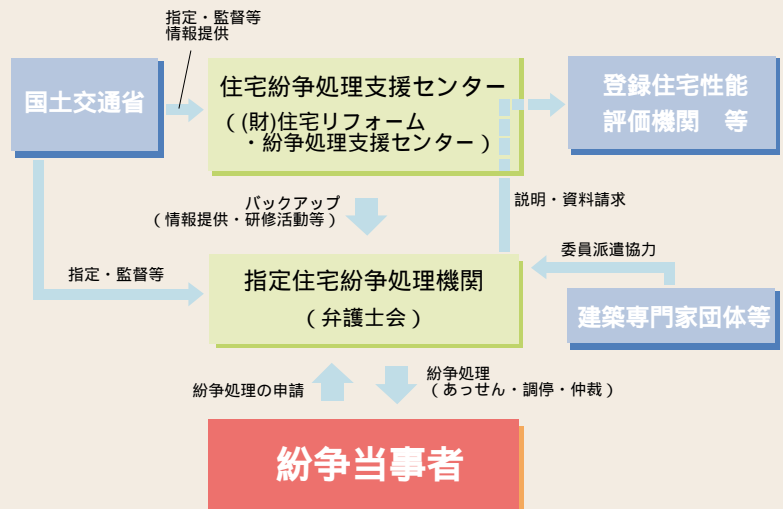 指定・監督等
情報提供
国土交通省
住宅紛争処理支援センター
（(財)住宅リフォーム
・紛争処理支援センター）
登録住宅性能
評価機関　等
バックアップ
（情報提供・研修活動等）
説明・資料請求
委員派遣協力
指定・監督等
指定住宅紛争処理機関
（弁護士会）
建築専門家団体等
紛争処理の申請
紛争処理
（あっせん・調停・仲裁）
紛争当事者